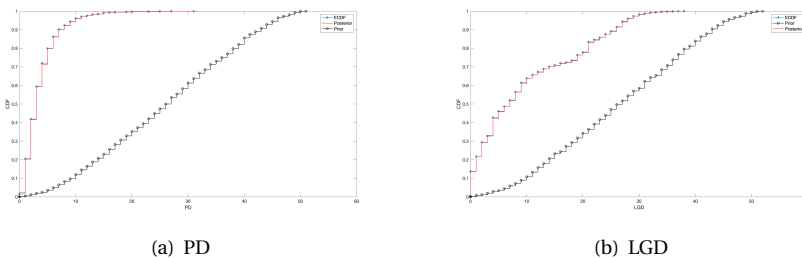 1
0.9
0.8
0.7
0.6
0.5
0.4
0.3
0.2
0.1
0
CDF
0 10 20 30 40 50 60
PD
ECDF
Posterior
Prior
(a) PD
1
0.9
0.8
0.7
0.6
0.5
0.4
0.3
0.2
0.1
0
CDF
0 10 20 30 40 50
LGD
ECDF
Posterior
Prior
(b) LGD